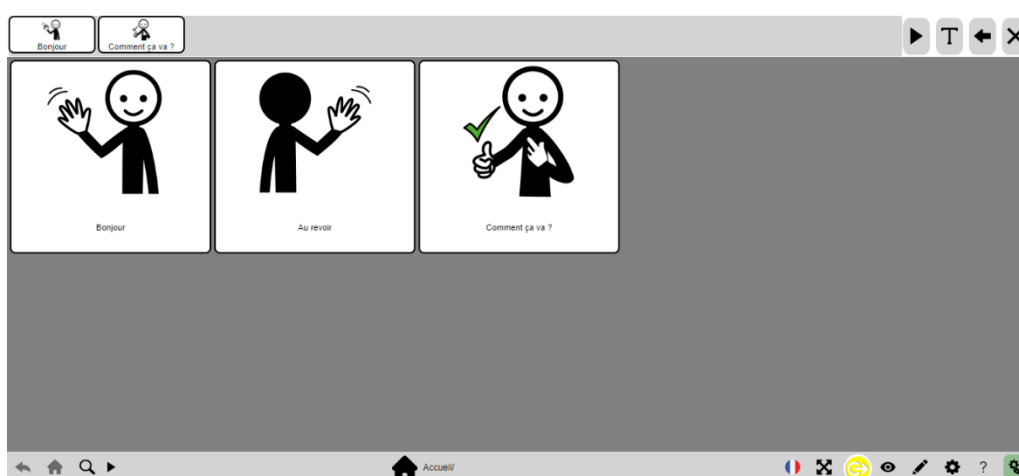 Bonjour
Comment ça va ?
T
Bonjour
Au revoir
Comment ça va ?
Accueil/
?